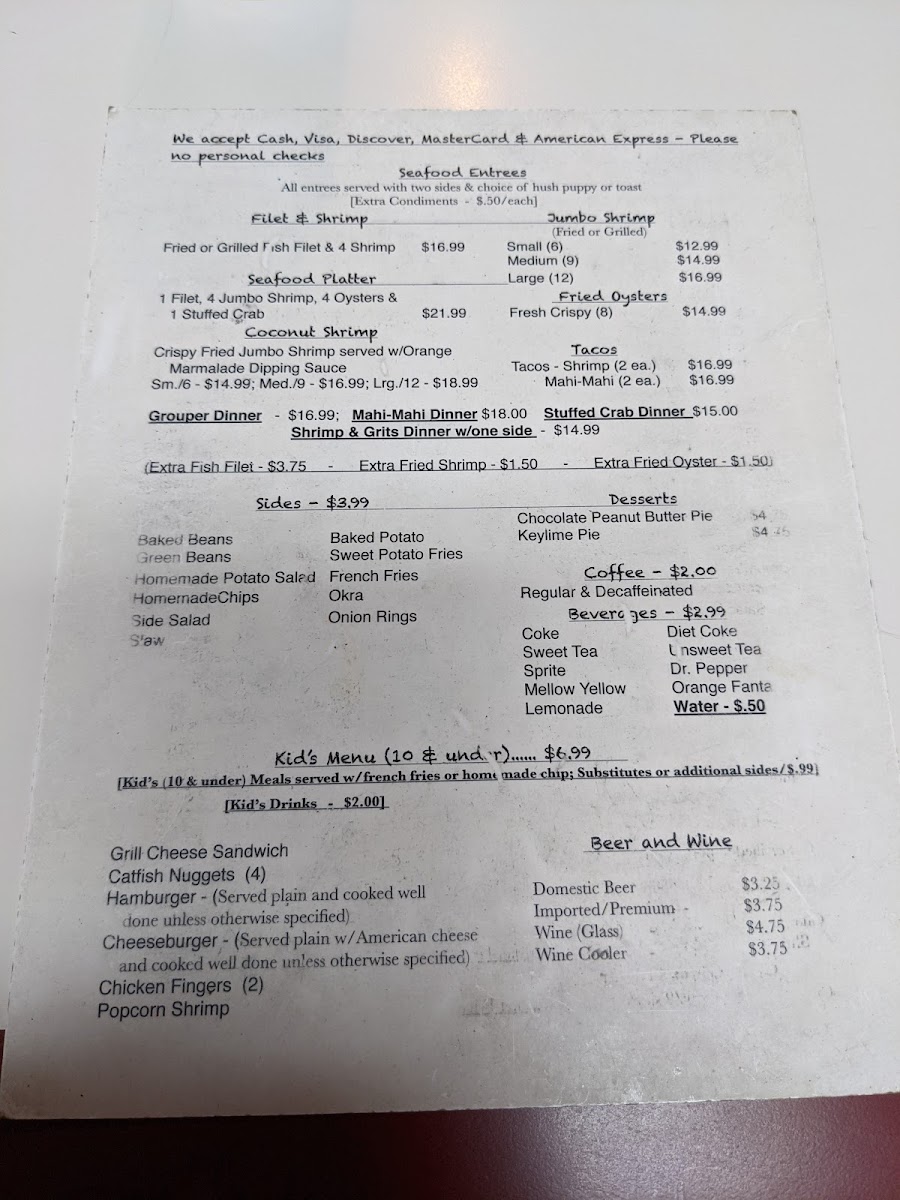 We accept Cash, Visa, Discover, MasterCard & American Express - Please
no personal checks
Seafood Entrees
All entrees served with two sides & choice of hush puppy or toast
[Extra Condiments - $.50/each]
Filet & Shrimp
Fried or Grilled Fish Filet & 4 Shrimp $16.99
Seafood Platter
1 Filet, 4 Jumbo Shrimp, 4 Oysters &
1 Stuffed Crab $21.99
Coconut Shrimp
Crispy Fried Jumbo Shrimp served w/Orange
Marmalade Dipping Sauce
Sm./6 - $14.99; Med./9 - $16.99; Lrg./12 - $18.99
Jumbo Shrimp
(Fried or Grilled)
Small (6) $12.99
Medium (9) $14.99
Large (12) $16.99
Fried Oysters
Fresh Crispy (8) $14.99
Tacos
Tacos - Shrimp (2 ea.) $16.99
Mahi-Mahi (2 ea.) $16.99
Grouper Dinner - $16.99; Mahi-Mahi Dinner $18.00 Stuffed Crab Dinner $15.00
Shrimp & Grits Dinner w/one side - $14.99
(Extra Fish Filet - $3.75 - Extra Fried Shrimp - $1.50 - Extra Fried Oyster - $1.50)
Sides - $3.99
Baked Beans
Green Beans
Homemade Potato Salad
HomemadeChips
Side Salad
Slaw
Baked Potato
Sweet Potato Fries
French Fries
Okra
Onion Rings
Desserts
Chocolate Peanut Butter Pie
Keylime Pie
Coffee - $2.00
Regular & Decaffeinated
Beverages - $2.99
Coke
Sweet Tea
Sprite
Mellow Yellow
Lemonade
Diet Coke
Unsweet Tea
Dr. Pepper
Orange Fanta
Water - $.50
Kid's Menu (10 & under)...... $6.99
[Kid's (10 & under) Meals served w/french fries or home made chip; Substitutes or additional sides/$.99]
[Kid's Drinks - $2.00]
Grill Cheese Sandwich
Catfish Nuggets (4)
Hamburger - (Served plain and cooked well
done unless otherwise specified)
Cheeseburger - (Served plain w/American cheese
and cooked well done unless otherwise specified)
Chicken Fingers (2)
Popcorn Shrimp
Beer and Wine
Domestic Beer $3.25
Imported/Premium - $3.75
Wine (Glass) - $4.75
Wine Cooler - $3.75